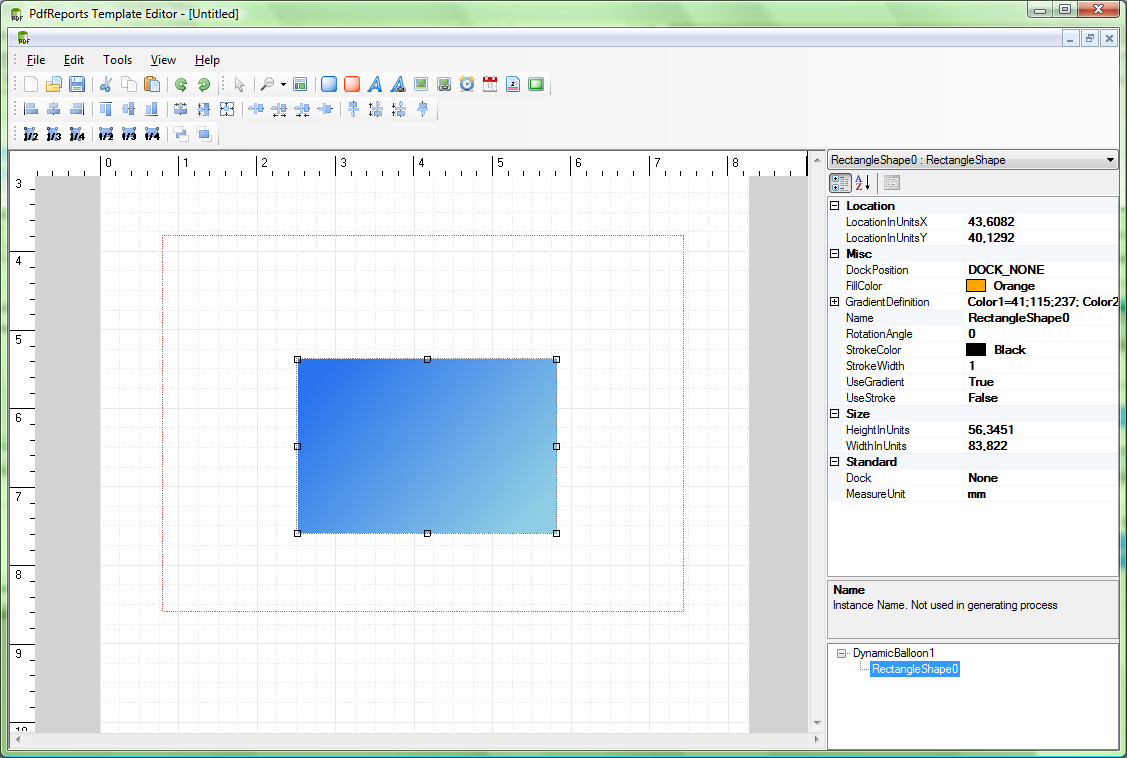 PdfReports Template Editor - [Untitled]
File Edit Tools View Help
1/2 1/3 1/4 1/2 1/3 1/4
0 1 2 3 4 5 6 7 8
3
4
5
6
7
8
9
10
RectangleShape0 : RectangleShape
Location
LocationInUnitsX 43,6082
LocationInUnitsY 40,1292
Misc
DockPosition DOCK_NONE
FillColor Orange
GradientDefinition Color1=41;115;237; Color2
Name RectangleShape0
RotationAngle 0
StrokeColor Black
StrokeWidth 1
UseGradient True
UseStroke False
Size
HeightInUnits 56,3451
WidthInUnits 83,822
Standard
Dock None
MeasureUnit mm
Name
Instance Name. Not used in generating process
DynamicBalloon1
RectangleShape0